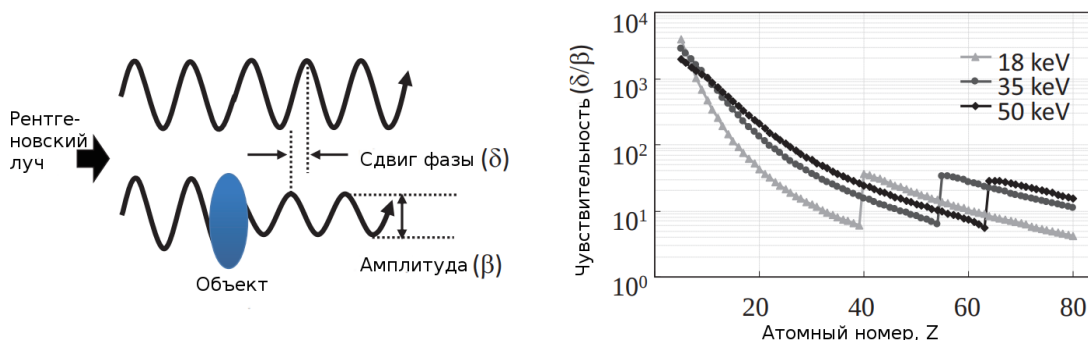 Рентге-
новский
луч
Сдвиг фазы (δ)
Амплитуда (β)
Объект
Чувствительность (δ/β)
10⁴
10³
10²
10¹
10⁰
20
40
60
80
Атомный номер, Z
18 keV
35 keV
50 keV